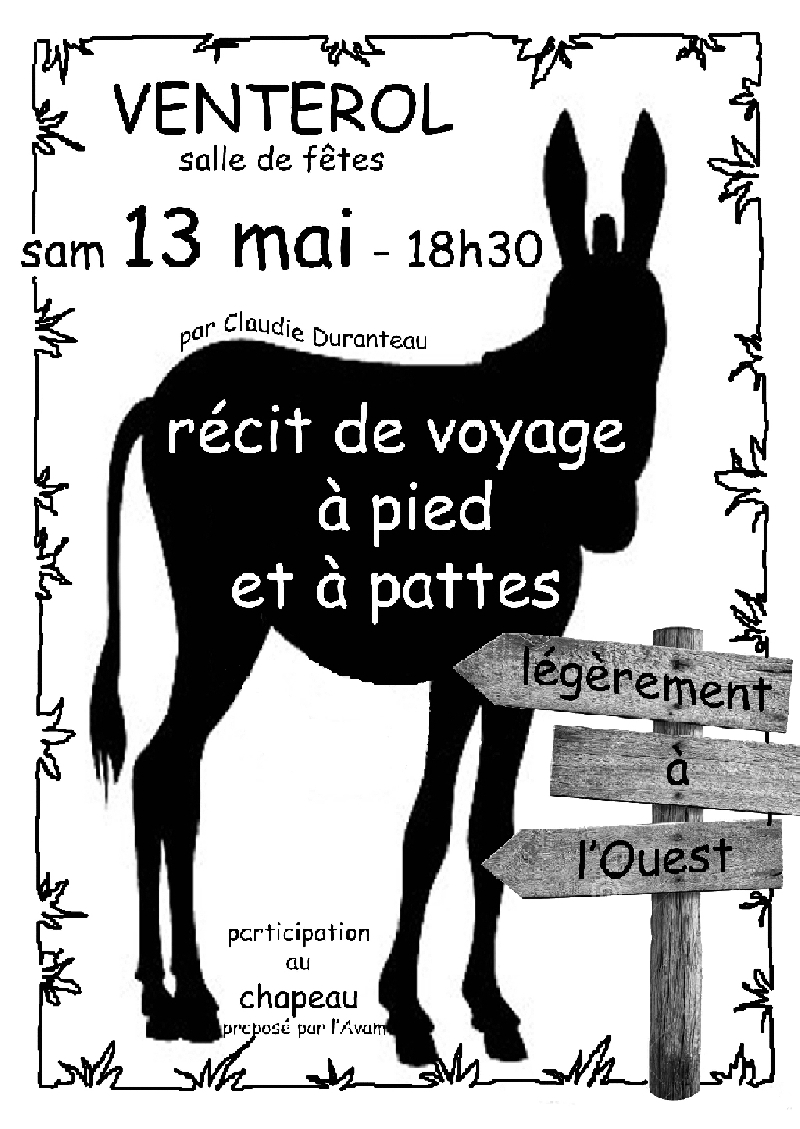 VENTEROL
salle de fêtes
sam 13 mai - 18h30
par Claudie Duranteau
récit de voyage
à pied
et à pattes
légèrement
à
l'Ouest
participation
au
chapeau
proposé par l'Avam